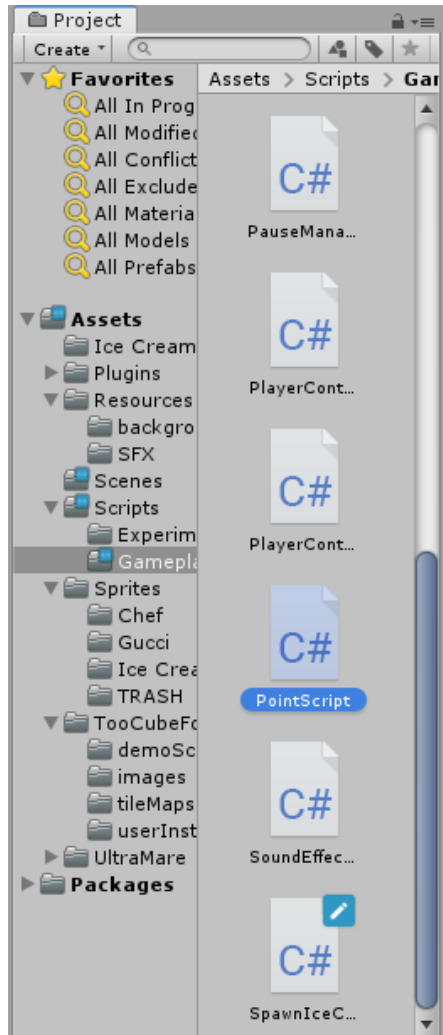 Project
Create
Favorites
All In Prog
All Modified
All Conflict
All Exclude
All Materia
All Models
All Prefabs
Assets
Ice Cream
Plugins
Resources
backgro
SFX
Scenes
Scripts
Experim
Gamepla
Sprites
Chef
Gucci
Ice Crea
TRASH
TooCubeFo
demoSc
images
tileMaps
userInst
UltraMare
Packages
Assets > Scripts > Gam
C#
PauseMana...
C#
PlayerCont...
C#
PlayerCont...
C#
PointScript
C#
SoundEffec...
C#
SpawnIceC...